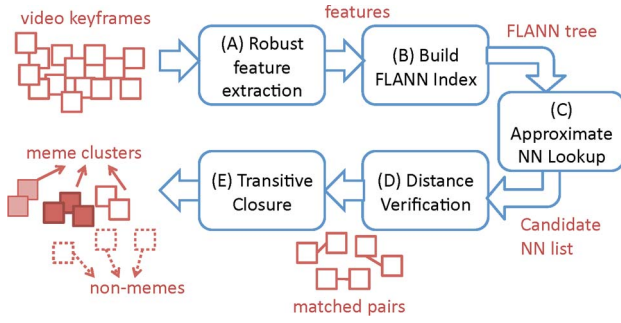 video keyframes
features
FLANN tree
(A) Robust
feature
extraction
(B) Build
FLANN Index
(C)
Approximate
NN Lookup
Candidate
NN list
(D) Distance
Verification
matched pairs
(E) Transitive
Closure
meme clusters
non-memes